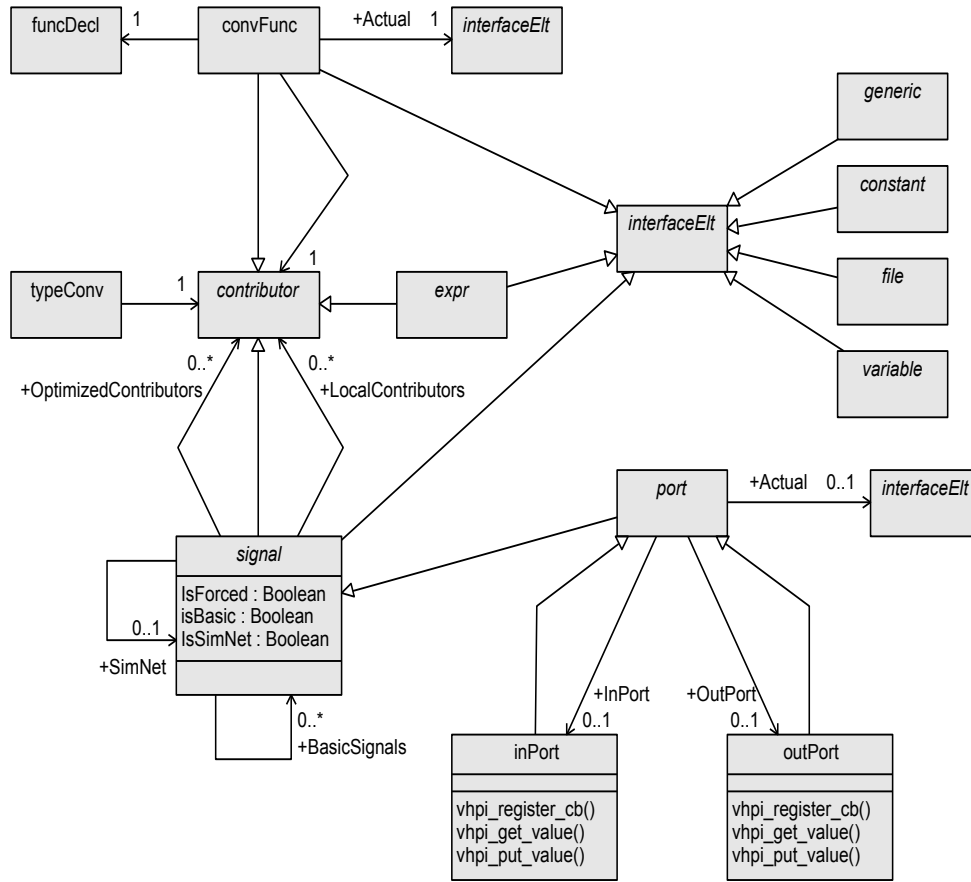 funcDecl
1
convFunc
+Actual
1
interfaceElt
generic
constant
interfaceElt
file
variable
typeConv
1
contributor
1
expr
0..*
0..*
+OptimizedContributors
+LocalContributors
port
+Actual
0..1
interfaceElt
signal
IsForced : Boolean
isBasic : Boolean
IsSimNet : Boolean
0..1
+SimNet
0..*
+BasicSignals
+InPort
0..1
+OutPort
0..1
inPort
vhpi_register_cb()
vhpi_get_value()
vhpi_put_value()
outPort
vhpi_register_cb()
vhpi_get_value()
vhpi_put_value()